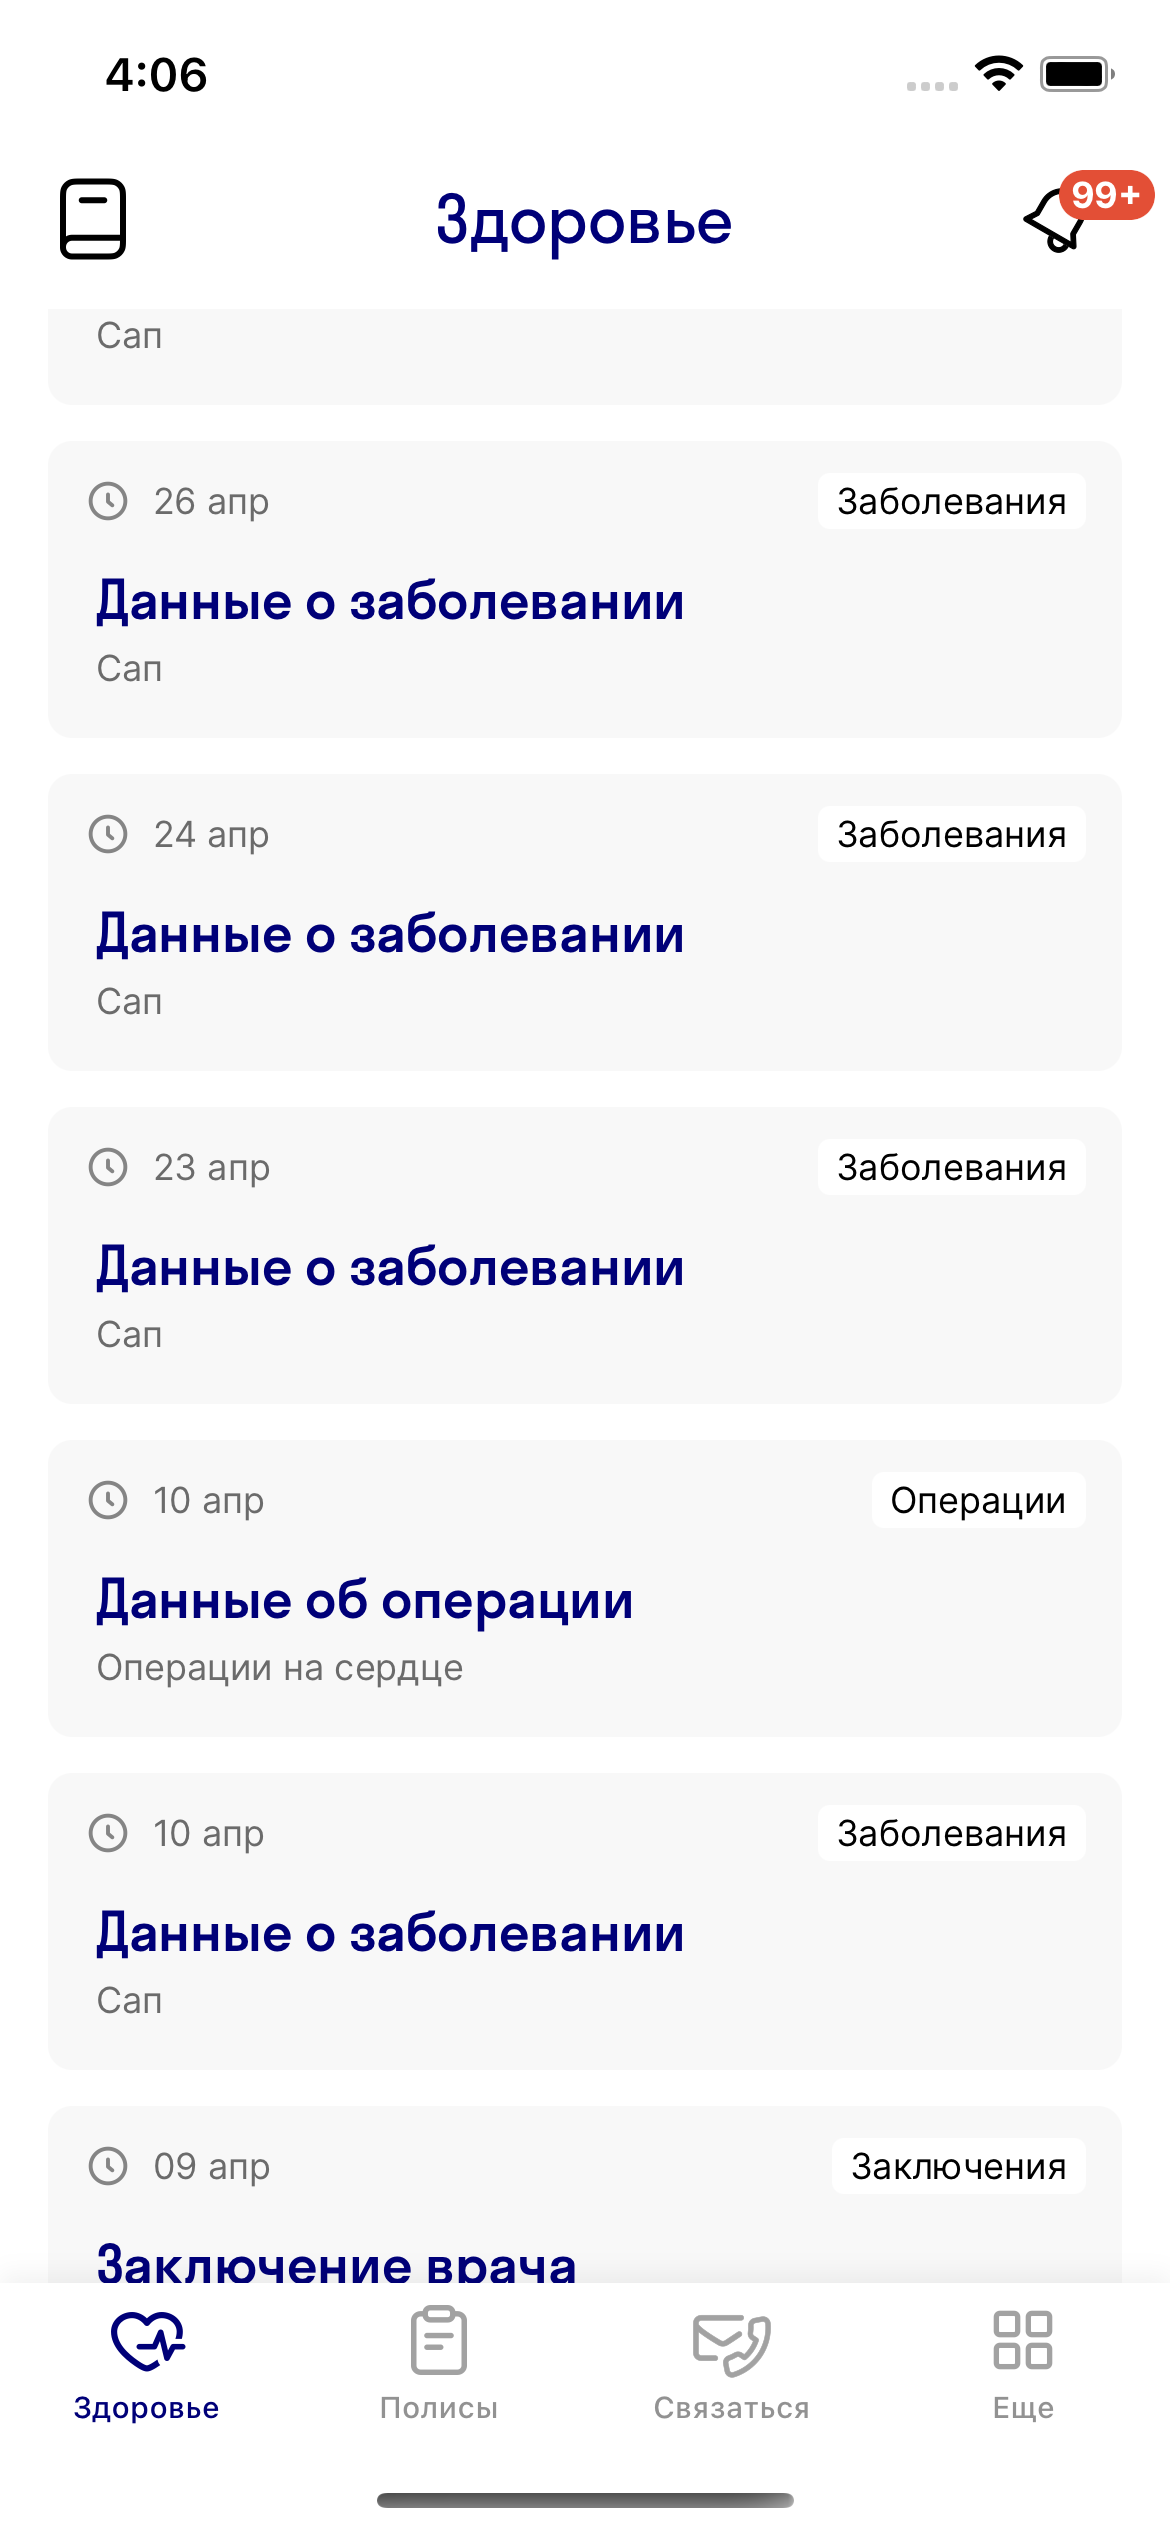 4:06
Здоровье
99+
Сап
26 апр
Заболевания
Данные о заболевании
Сап
24 апр
Заболевания
Данные о заболевании
Сап
23 апр
Заболевания
Данные о заболевании
Сап
10 апр
Операции
Данные об операции
Операции на сердце
10 апр
Заболевания
Данные о заболевании
Сап
09 апр
Заключения
Заключение врача
Здоровье
Полисы
Связаться
Еще